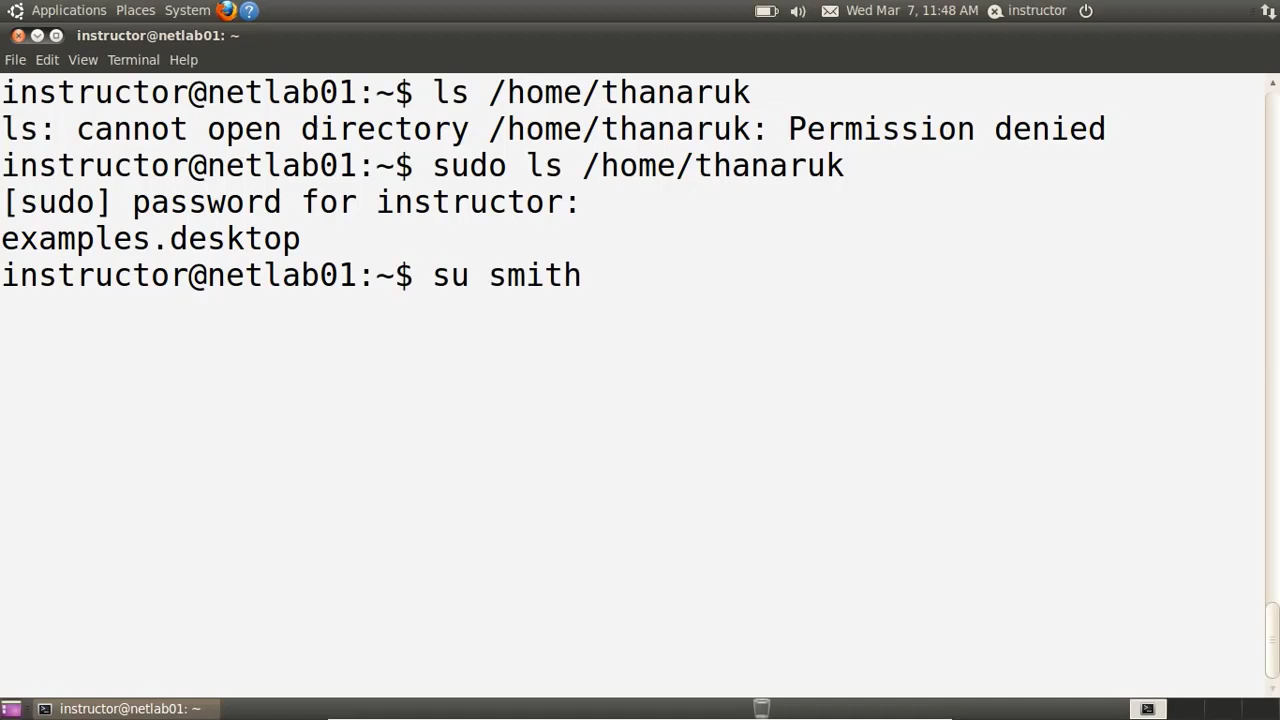 Applications Places System Wed Mar 7, 11:48 AM instructor
instructor@netlab01: ~
File Edit View Terminal Help
instructor@netlab01:~$ ls /home/thanaruk
ls: cannot open directory /home/thanaruk: Permission denied
instructor@netlab01:~$ sudo ls /home/thanaruk
[sudo] password for instructor:
examples.desktop
instructor@netlab01:~$ su smith
instructor@netlab01: ~